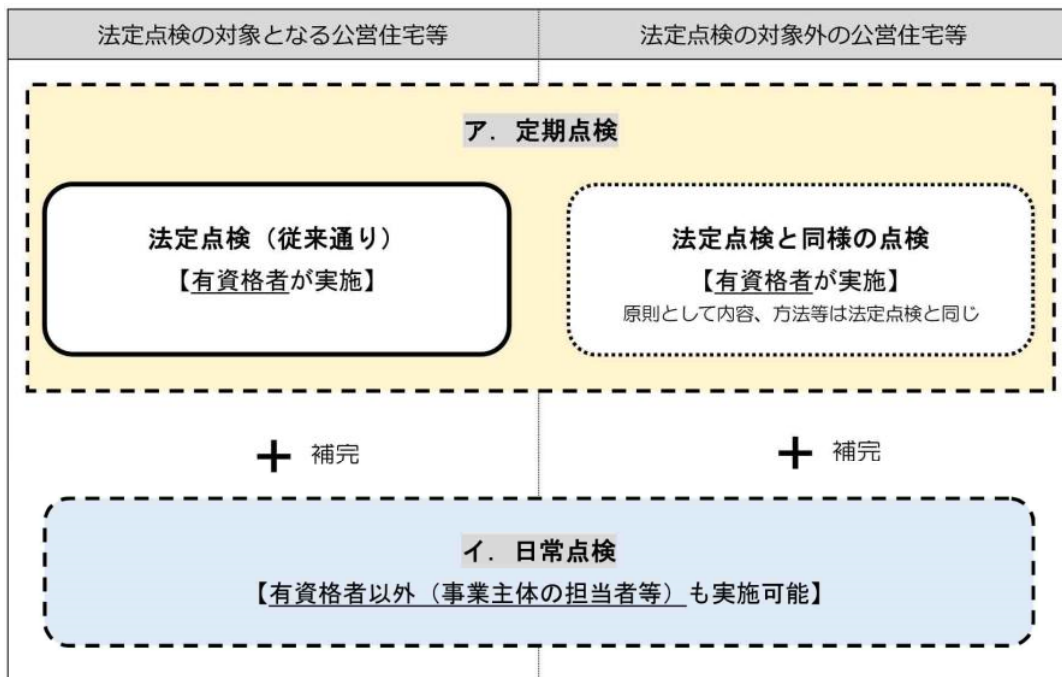 法定点検の対象となる公営住宅等
法定点検の対象外の公営住宅等
ア．定期点検
法定点検（従来通り）
【有資格者が実施】
法定点検と同様の点検
【有資格者が実施】
原則として内容、方法等は法定点検と同じ
＋ 補完
＋ 補完
イ．日常点検
【有資格者以外（事業主体の担当者等）も実施可能】